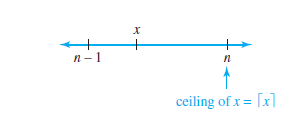 x
n – 1 n
ceiling of x = ⌈x⌉